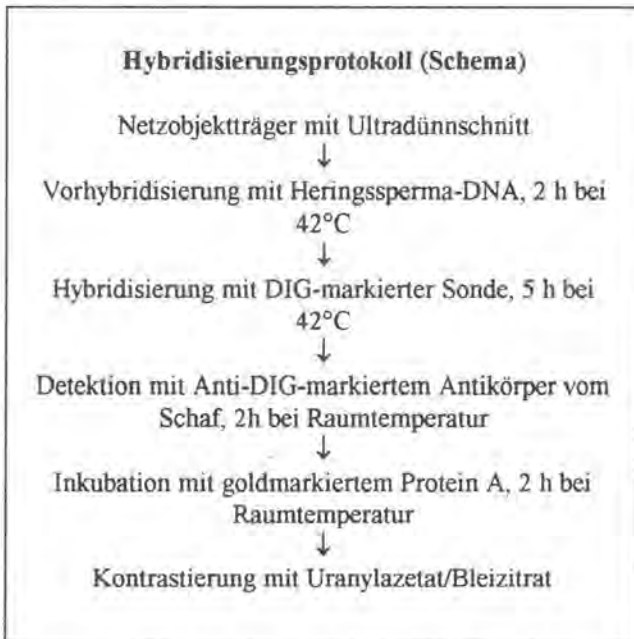 Hybridisierungsprotokoll (Schema)
Netzobjektträger mit Ultradünnschnitt
↓
Vorhybridisierung mit Heringssperma-DNA, 2 h bei
42°C
↓
Hybridisierung mit DIG-markierter Sonde, 5 h bei
42°C
↓
Detektion mit Anti-DIG-markiertem Antikörper vom
Schaf, 2h bei Raumtemperatur
↓
Inkubation mit goldmarkiertem Protein A, 2 h bei
Raumtemperatur
↓
Kontrastierung mit Uranylazetat/Bleizitrat